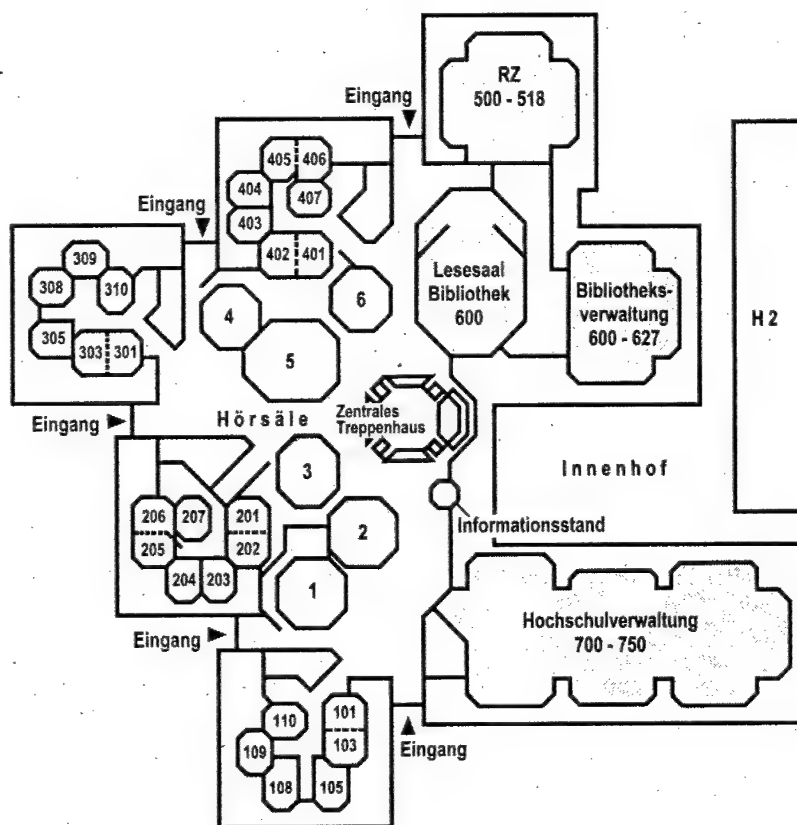 RZ
500 - 518
Eingang
405
406
404
407
403
402
401
Eingang
309
308
310
305
303
301
4
6
5
Lesesaal
Bibliothek
600
Bibliotheks-
verwaltung
600 - 627
H 2
Eingang
Hörsäle
Zentrales
Treppenhaus
3
Innenhof
206
207
201
205
202
204
203
2
Informationsstand
1
Eingang
Hochschulverwaltung
700 - 750
110
101
109
103
108
105
Eingang